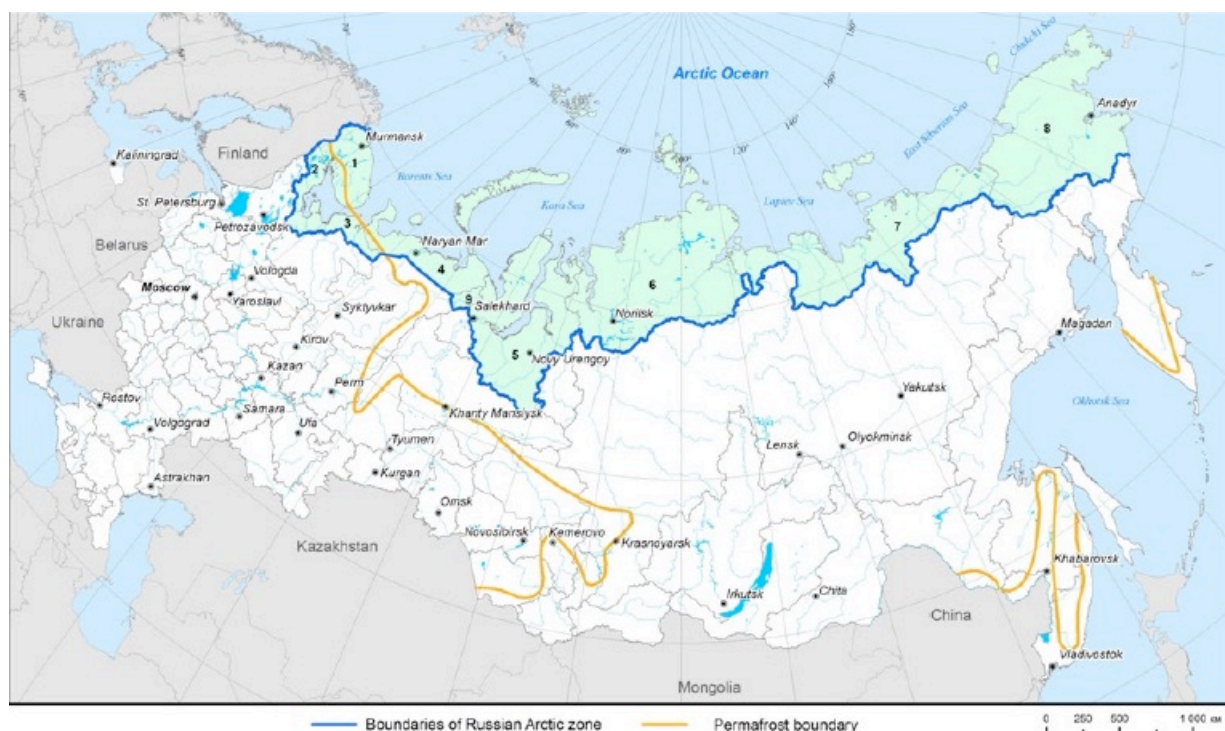 Arctic Ocean
Chukchi Sea
East Siberian Sea
Laptev Sea
Kara Sea
Barents Sea
Okhotsk Sea
8
Anadyr
Murmansk
1
2
3
Kaliningrad
Finland
St. Petersburg
Petrozavodsk
Belarus
Naryan Mar
4
9
Salekhard
5
Novy Urengoy
6
Norilsk
7
Vologda
Moscow
Yaroslavl
Syktyvkar
Ukraine
Kirov
Kazan
Perm
Rostov
Samara
Volgograd
Ufa
Khanty Mansiysk
Tyumen
Astrakhan
Kurgan
Omsk
Magadan
Yakutsk
Lensk
Olyokminsk
Novosibirsk
Kemerovo
Krasnoyarsk
Kazakhstan
Irkutsk
Chita
Khabarovsk
China
Vladivostok
Mongolia
120°
140°
Boundaries of Russian Arctic zone
Permafrost boundary
0 250 500 1 000 км